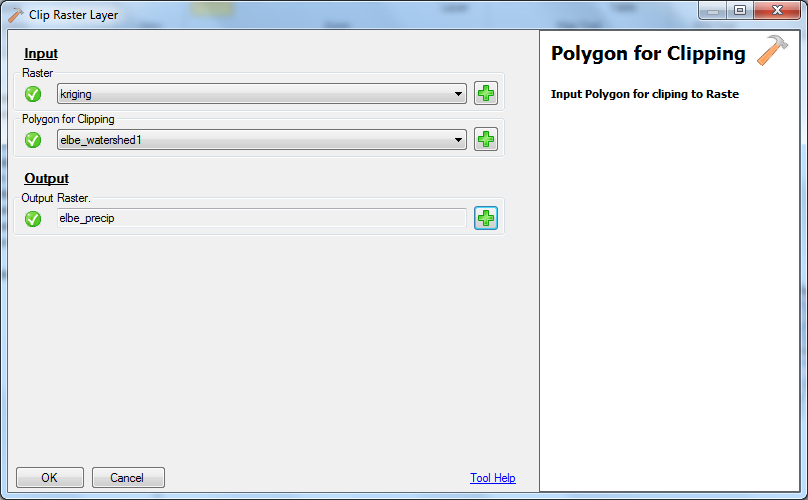 Clip Raster Layer
Input
Raster
kriging
Polygon for Clipping
elbe_watershed1
Output
Output Raster.
elbe_precip
OK
Cancel
Tool Help
Polygon for Clipping
Input Polygon for cliping to Raste